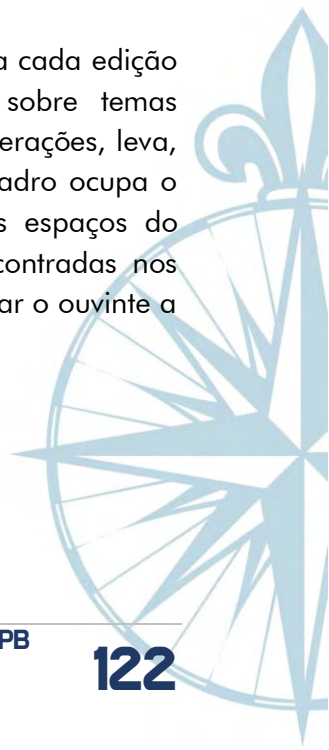 a cada edição
sobre temas
erações, leva,
adro ocupa o
s espaços do
contradas nos
ar o ouvinte a
PB
122